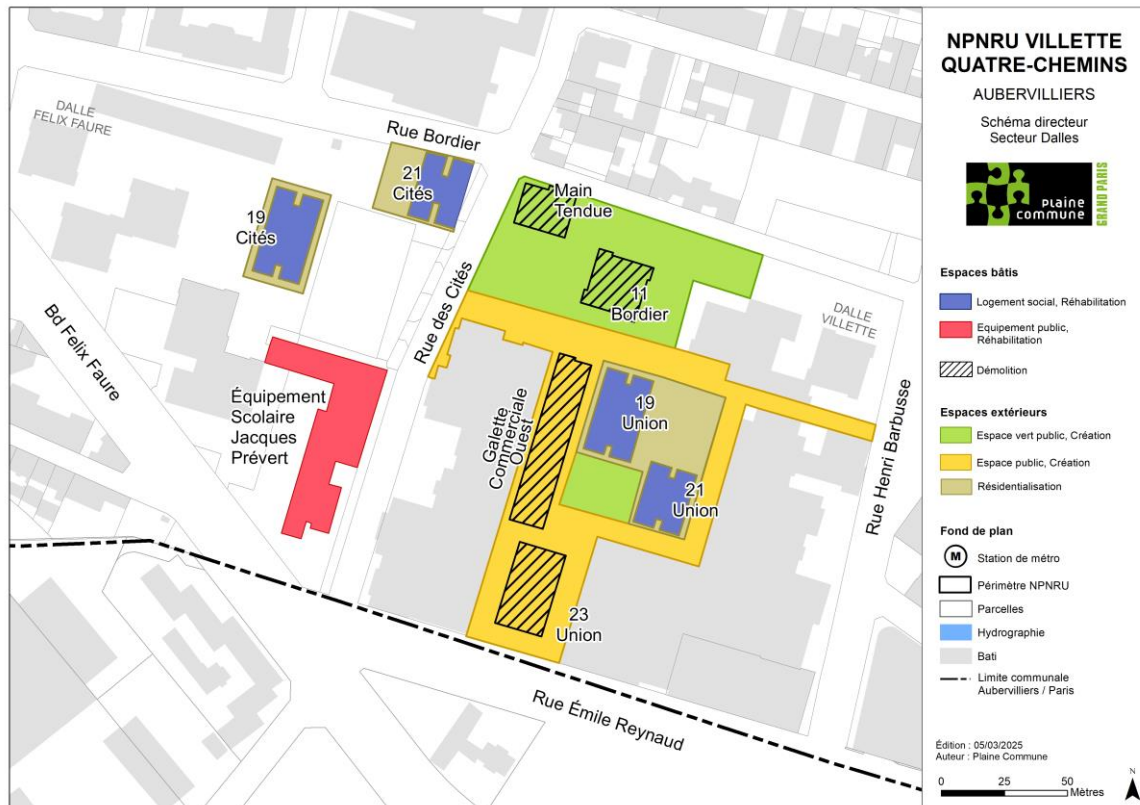 DALLE
FELIX FAURE
Rue Bordier
21
Cités
19
Cités
Main
Tendue
11
Bordier
Rue des Cités
Bd Felix Faure
DALLE
VILLETTE
Équipement
Scolaire
Jacques
Prévert
Galette
Commerciale
Ouest
19
Union
21
Union
23
Union
Rue Henri Barbusse
Rue Émile Reynaud
NPNRU VILLETTE
QUATRE-CHEMINS
AUBERVILLIERS
Schéma directeur
Secteur Dalles
PLAINE
COMMUNE
GRAND PARIS
Espaces bâtis
Logement social, Réhabilitation
Equipement public,
Réhabilitation
Démolition
Espaces extérieurs
Espace vert public, Création
Espace public, Création
Résidentialisation
Fond de plan
M Station de métro
Périmètre NPNRU
Parcelles
Hydrographie
Bati
Limite communale
Aubervilliers / Paris
Édition : 05/03/2025
Auteur : Plaine Commune
0 25 50
Mètres
N